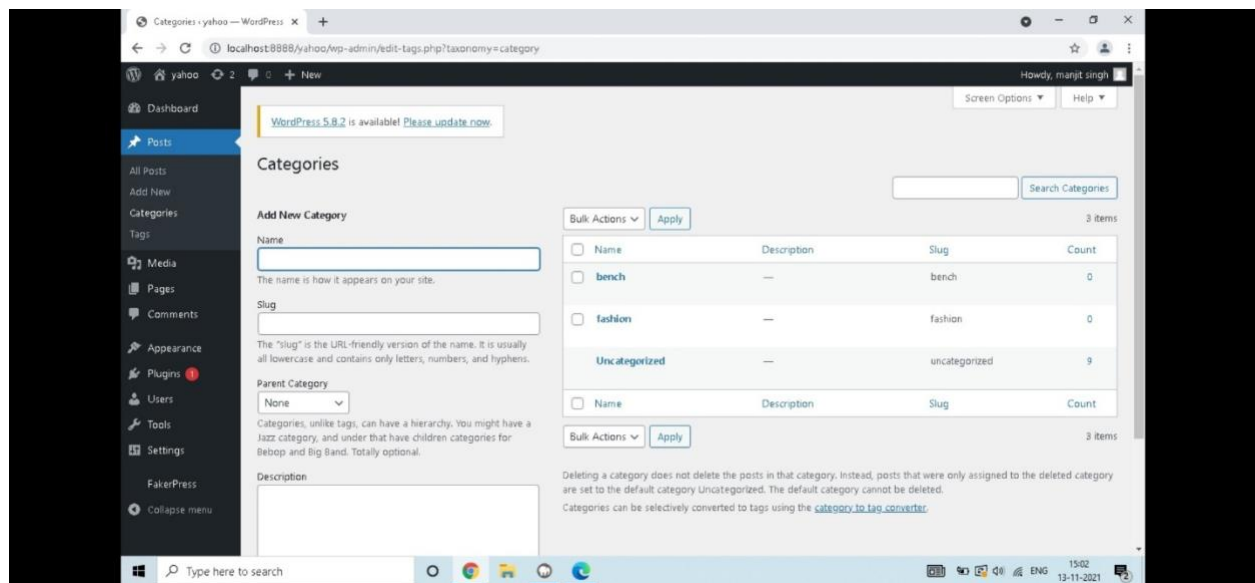 Categories ‹ yahoo — WordPress
localhost:8888/yahoo/wp-admin/edit-tags.php?taxonomy=category
yahoo 2 0 + New Howdy, manjit singh
Screen Options ▼ Help ▼
Dashboard
Posts
All Posts
Add New
Categories
Tags
Media
Pages
Comments
Appearance
Plugins 1
Users
Tools
Settings
FakerPress
Collapse menu
WordPress 5.8.2 is available! Please update now.
Categories
Search Categories
Add New Category
Name
The name is how it appears on your site.
Slug
The "slug" is the URL-friendly version of the name. It is usually
all lowercase and contains only letters, numbers, and hyphens.
Parent Category
None
Categories, unlike tags, can have a hierarchy. You might have a
Jazz category, and under that have children categories for
Bebop and Big Band. Totally optional.
Description
Bulk Actions Apply 3 items
Name Description Slug Count
bench — bench 0
fashion — fashion 0
Uncategorized — uncategorized 9
Name Description Slug Count
Bulk Actions Apply 3 items
Deleting a category does not delete the posts in that category. Instead, posts that were only assigned to the deleted category
are set to the default category Uncategorized. The default category cannot be deleted.
Categories can be selectively converted to tags using the category to tag converter.
Type here to search
ENG
15:02
13-11-2021
2